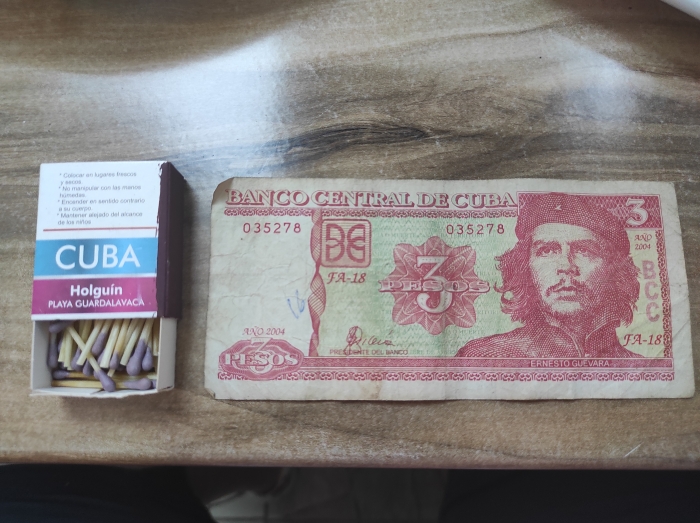 * Colocar en lugares frescos
y secos.
* No manipular con las manos
húmedas.
* Encender en sentido contrario
a su cuerpo
* Mantener alejado del alcance
de los niños
CUBA
Holguín
PLAYA GUARDALAVACA
BANCO CENTRAL DE CUBA
035278
035278
3
AÑO
2004
FA-18
3
PESOS
BCC
FA-18
AÑO 2004
3
PESOS
PRESIDENTE DEL BANCO
ERNESTO GUEVARA